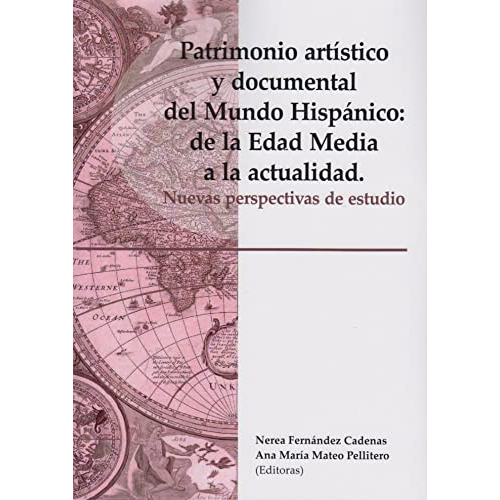 Patrimonio artístico
y documental
del Mundo Hispánico:
de la Edad Media
a la actualidad.
Nuevas perspectivas de estudio
THE
WESTERNE
OCEAN
UNK
Nerea Fernández Cadenas
Ana María Mateo Pellitero
(Editoras)